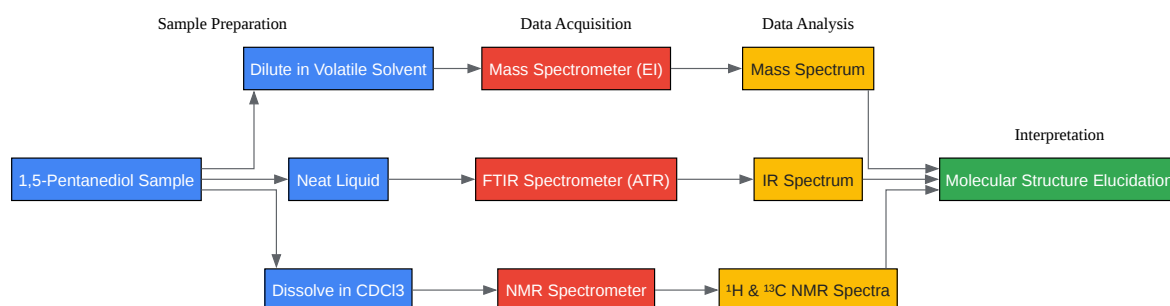 Sample Preparation
Data Acquisition
Data Analysis
Dilute in Volatile Solvent
Mass Spectrometer (EI)
Mass Spectrum
Interpretation
1,5-Pentanediol Sample
Neat Liquid
FTIR Spectrometer (ATR)
IR Spectrum
Molecular Structure Elucidation
Dissolve in CDCl3
NMR Spectrometer
¹H & ¹³C NMR Spectra